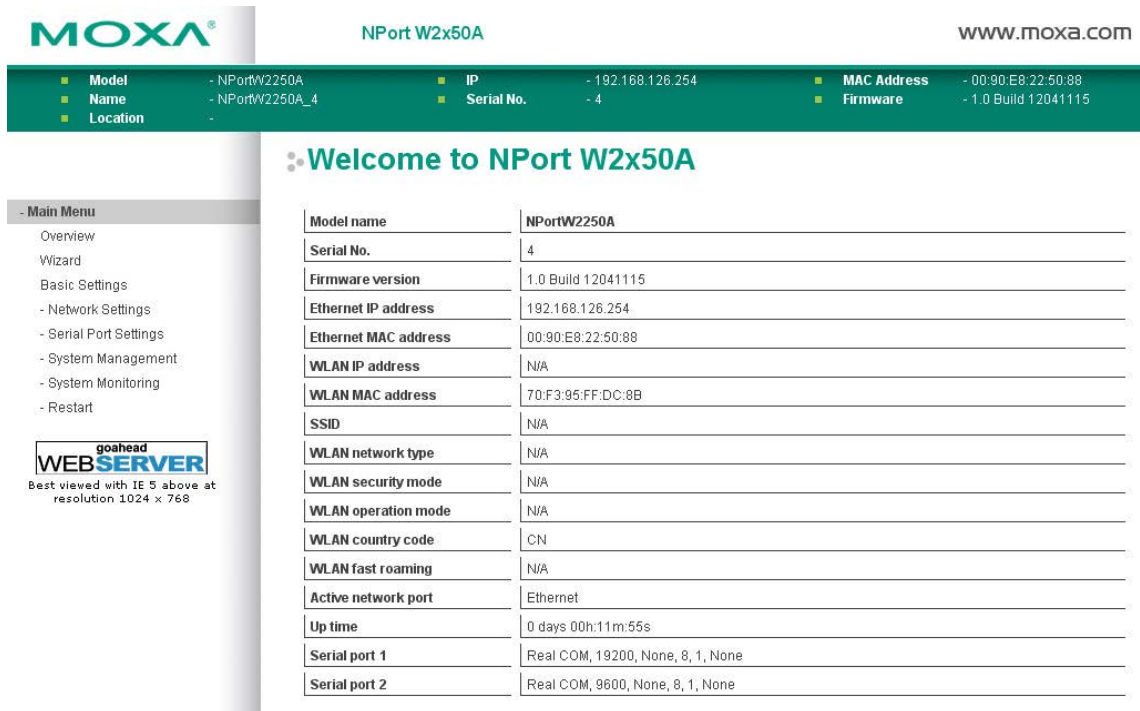 MOXA®
NPort W2x50A
www.moxa.com
Model - NPortW2250A IP - 192.168.126.254 MAC Address - 00:90:E8:22:50:88
Name - NPortW2250A_4 Serial No. - 4 Firmware - 1.0 Build 12041115
Location -
Welcome to NPort W2x50A
- Main Menu
Overview
Wizard
Basic Settings
- Network Settings
- Serial Port Settings
- System Management
- System Monitoring
- Restart
goahead
WEBSERVER
Best viewed with IE 5 above at
resolution 1024 x 768
Model name NPortW2250A
Serial No. 4
Firmware version 1.0 Build 12041115
Ethernet IP address 192.168.126.254
Ethernet MAC address 00:90:E8:22:50:88
WLAN IP address N/A
WLAN MAC address 70:F3:95:FF:DC:8B
SSID N/A
WLAN network type N/A
WLAN security mode N/A
WLAN operation mode N/A
WLAN country code CN
WLAN fast roaming N/A
Active network port Ethernet
Up time 0 days 00h:11m:55s
Serial port 1 Real COM, 19200, None, 8, 1, None
Serial port 2 Real COM, 9600, None, 8, 1, None